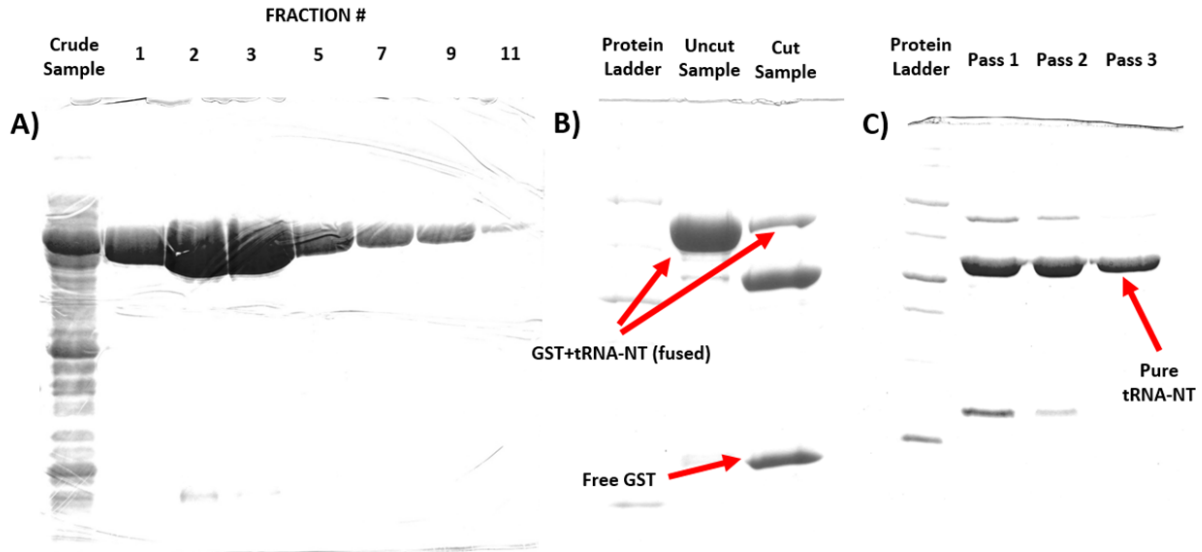 FRACTION #
Crude
Sample
1 2 3 5 7 9 11
Protein
Ladder
Uncut
Sample
Cut
Sample
Protein
Ladder
Pass 1 Pass 2 Pass 3
A)
B)
C)
GST+tRNA-NT (fused)
Free GST
Pure
tRNA-NT